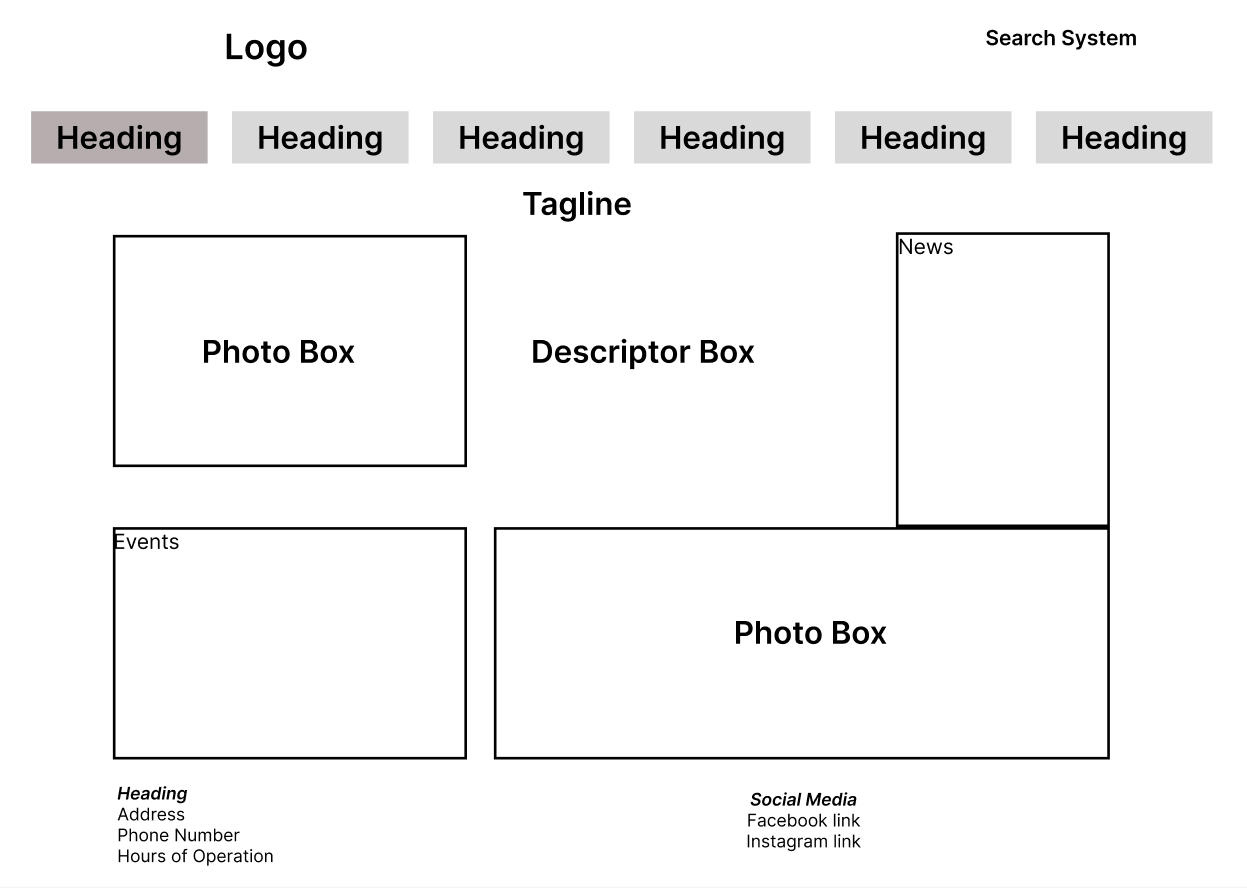 Logo
Search System
Heading
Heading
Heading
Heading
Heading
Heading
Tagline
Photo Box
Descriptor Box
News
Events
Photo Box
Heading
Address
Phone Number
Hours of Operation
Social Media
Facebook link
Instagram link